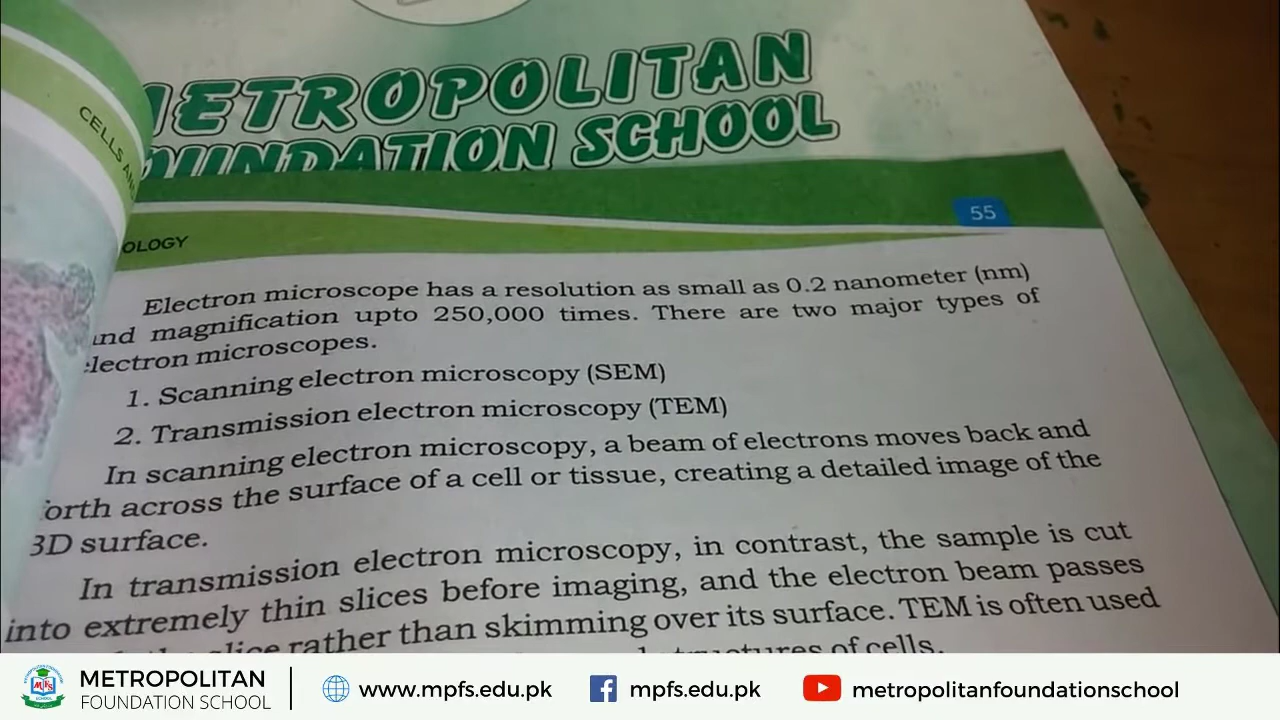 METROPOLITAN
FOUNDATION SCHOOL
CELLS
55
Electron microscope has a resolution as small as 0.2 nanometer (nm)
magnification upto 250,000 times. There are two major types of
microscopes.
1. Scanning electron microscopy (SEM)
2. Transmission electron microscopy (TEM)
In scanning electron microscopy, a beam of electrons moves back and
across the surface of a cell or tissue, creating a detailed image of the
3D surface.
In transmission electron microscopy, in contrast, the sample is cut
into extremely thin slices before imaging, and the electron beam passes
slice rather than skimming over its surface. TEM is often used
structures of cells.
METROPOLITAN
FOUNDATION SCHOOL
www.mpfs.edu.pk
mpfs.edu.pk
metropolitanfoundationschool